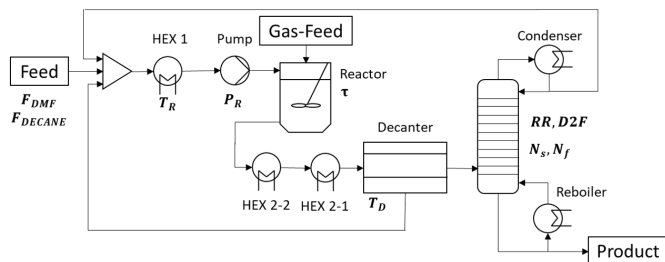 HEX 1
Pump
Gas-Feed
Condenser
Feed
Reactor
F_DMF
F_DECANE
T_R
P_R
τ
Decanter
RR, D2F
N_s, N_f
HEX 2-2
HEX 2-1
T_D
Reboiler
Product